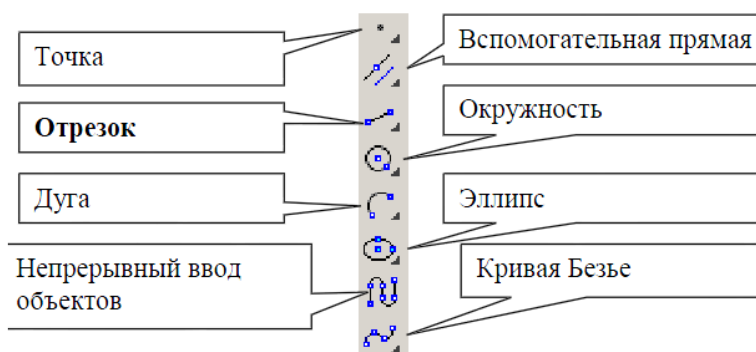 Точка
Вспомогательная прямая
Отрезок
Окружность
Дуга
Эллипс
Непрерывный ввод
объектов
Кривая Безье